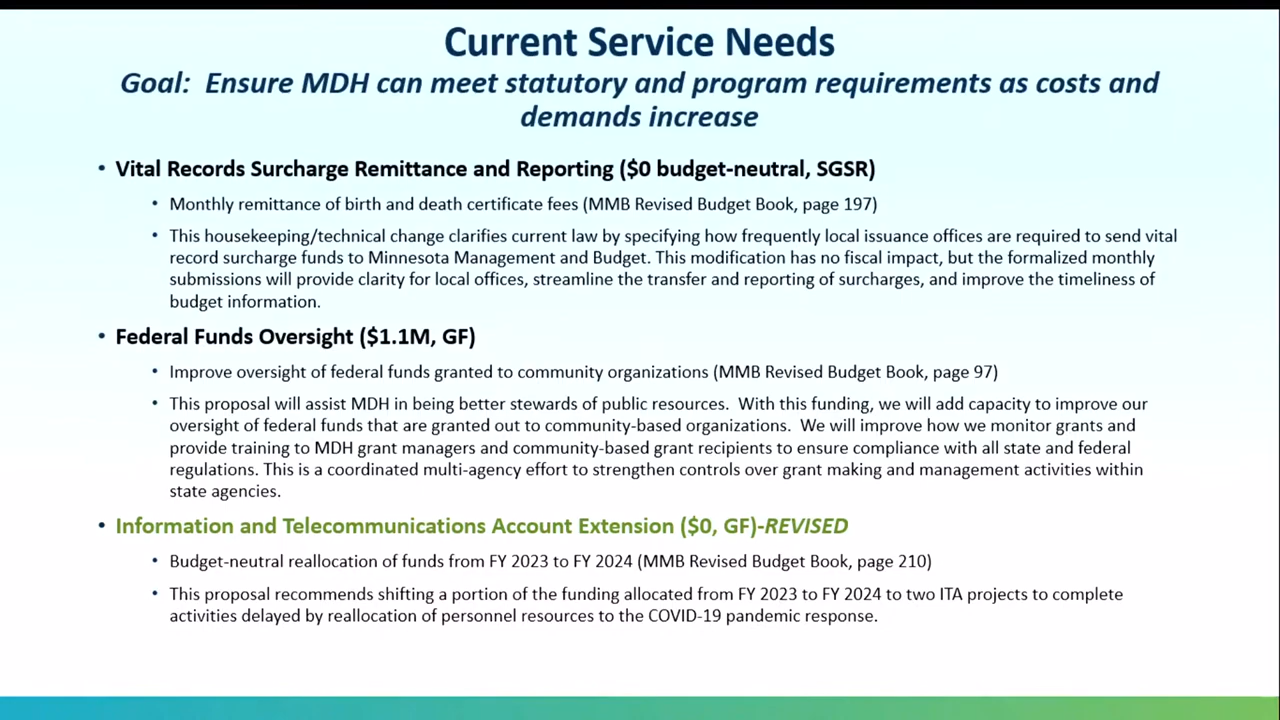 Current Service Needs
Goal:  Ensure MDH can meet statutory and program requirements as costs and
demands increase
• Vital Records Surcharge Remittance and Reporting ($0 budget-neutral, SGSR)
• Monthly remittance of birth and death certificate fees (MMB Revised Budget Book, page 197)
• This housekeeping/technical change clarifies current law by specifying how frequently local issuance offices are required to send vital
record surcharge funds to Minnesota Management and Budget. This modification has no fiscal impact, but the formalized monthly
submissions will provide clarity for local offices, streamline the transfer and reporting of surcharges, and improve the timeliness of
budget information.
• Federal Funds Oversight ($1.1M, GF)
• Improve oversight of federal funds granted to community organizations (MMB Revised Budget Book, page 97)
• This proposal will assist MDH in being better stewards of public resources.  With this funding, we will add capacity to improve our
oversight of federal funds that are granted out to community-based organizations.  We will improve how we monitor grants and
provide training to MDH grant managers and community-based grant recipients to ensure compliance with all state and federal
regulations. This is a coordinated multi-agency effort to strengthen controls over grant making and management activities within
state agencies.
• Information and Telecommunications Account Extension ($0, GF)-REVISED
• Budget-neutral reallocation of funds from FY 2023 to FY 2024 (MMB Revised Budget Book, page 210)
• This proposal recommends shifting a portion of the funding allocated from FY 2023 to FY 2024 to two ITA projects to complete
activities delayed by reallocation of personnel resources to the COVID-19 pandemic response.